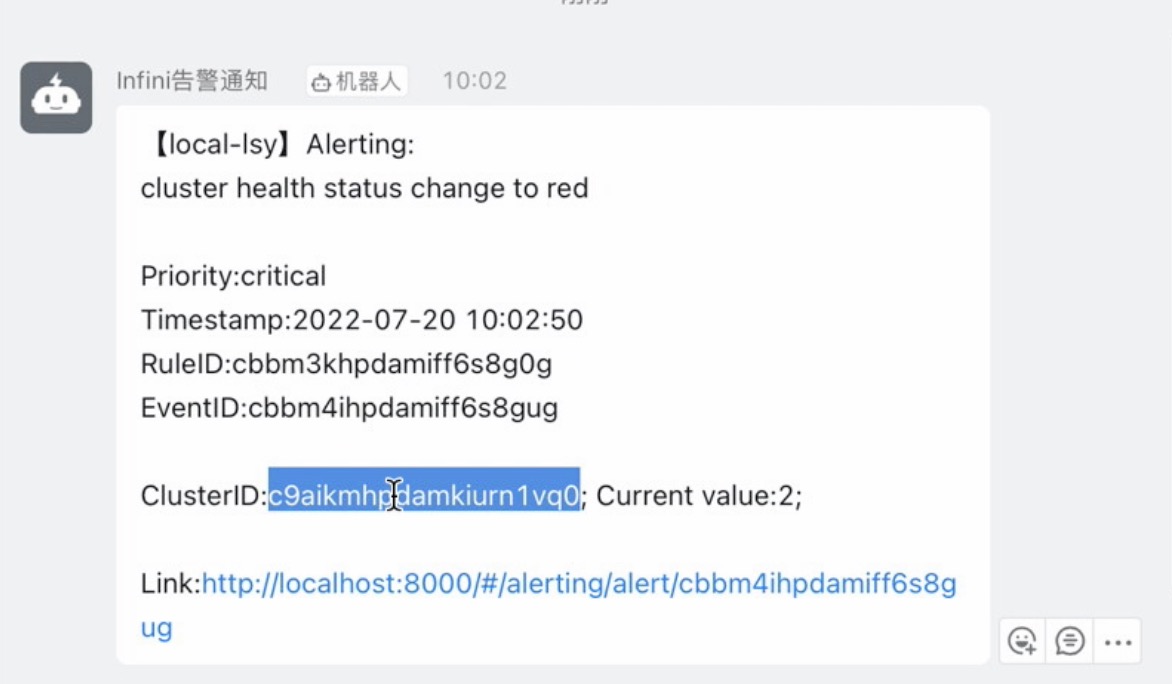 Infini告警通知 机器人 10:02
【local-lsy】Alerting:
cluster health status change to red
Priority:critical
Timestamp:2022-07-20 10:02:50
RuleID:cbbm3khpdamiff6s8g0g
EventID:cbbm4ihpdamiff6s8gug
ClusterID:c9aikmhpdamkiurn1vq0; Current value:2;
Link:http://localhost:8000/#/alerting/alert/cbbm4ihpdamiff6s8g
ug